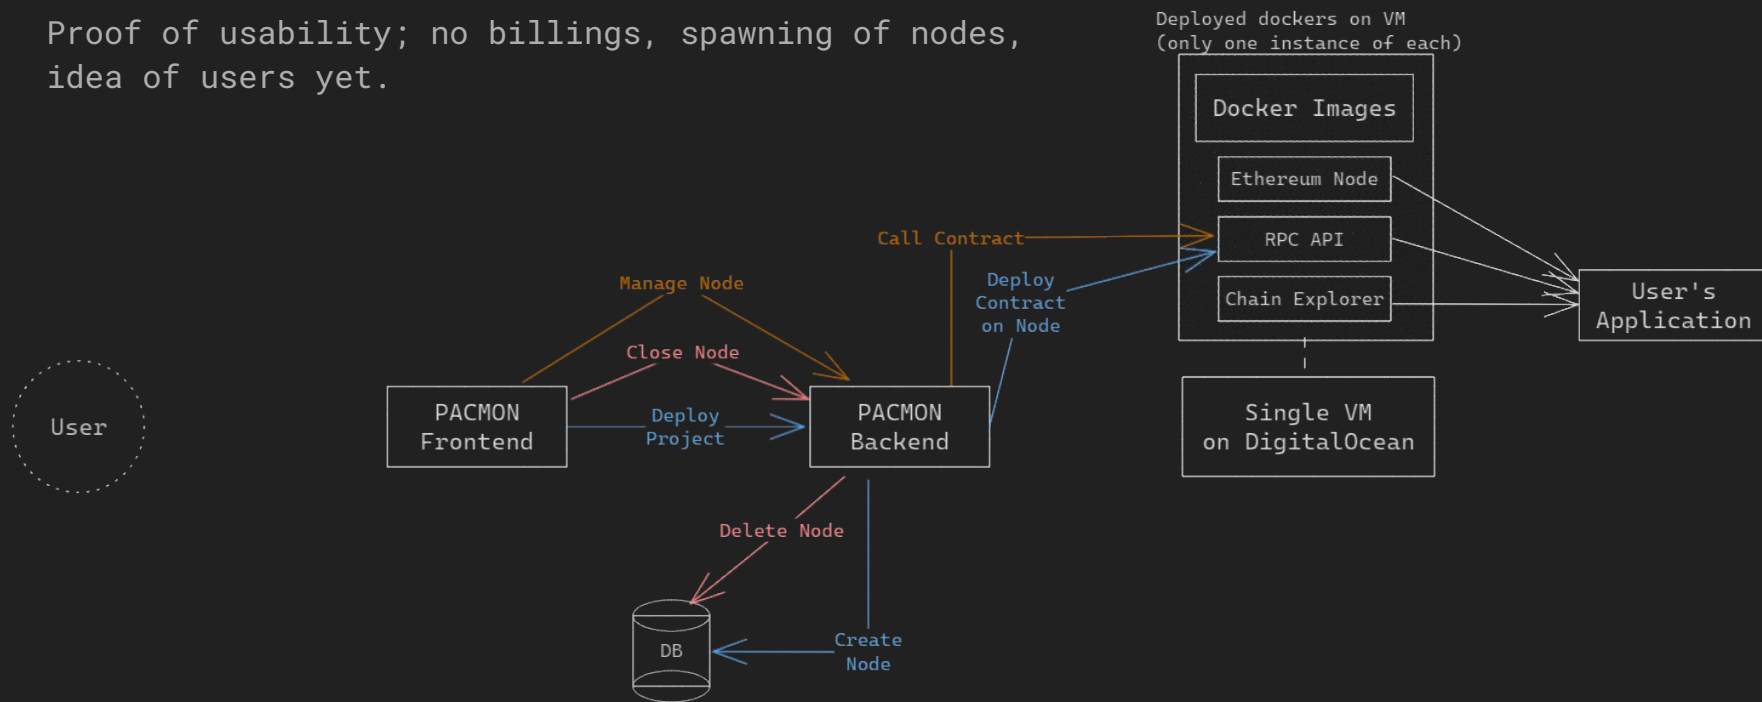 Proof of usability; no billings, spawning of nodes,
idea of users yet.
Deployed dockers on VM
(only one instance of each)
Docker Images
Ethereum Node
RPC API
Chain Explorer
Call Contract
Deploy
Contract
on Node
Manage Node
Close Node
Deploy
Project
User
PACMON
Frontend
PACMON
Backend
User's
Application
Single VM
on DigitalOcean
Delete Node
DB
Create
Node